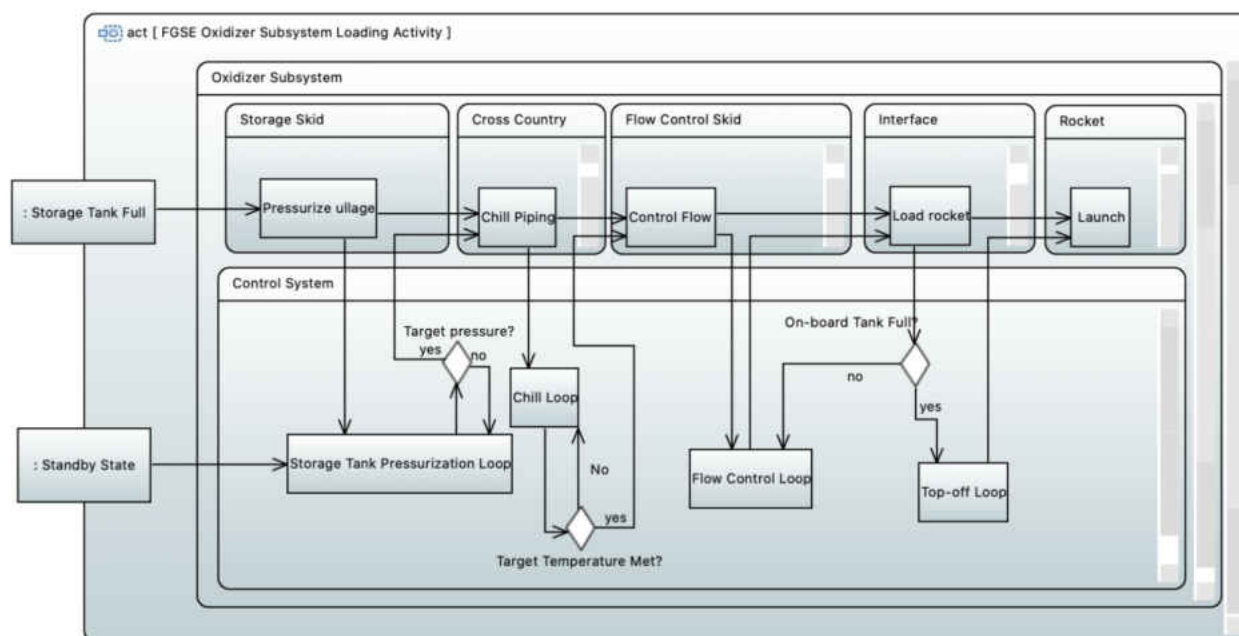 act [ FGSE Oxidizer Subsystem Loading Activity ]
Oxidizer Subsystem
Storage Skid
Cross Country
Flow Control Skid
Interface
Rocket
: Storage Tank Full
Pressurize ullage
Chill Piping
Control Flow
Load rocket
Launch
Control System
Target pressure?
yes
no
On-board Tank Full?
no
yes
Chill Loop
: Standby State
Storage Tank Pressurization Loop
No
Flow Control Loop
Top-off Loop
yes
Target Temperature Met?